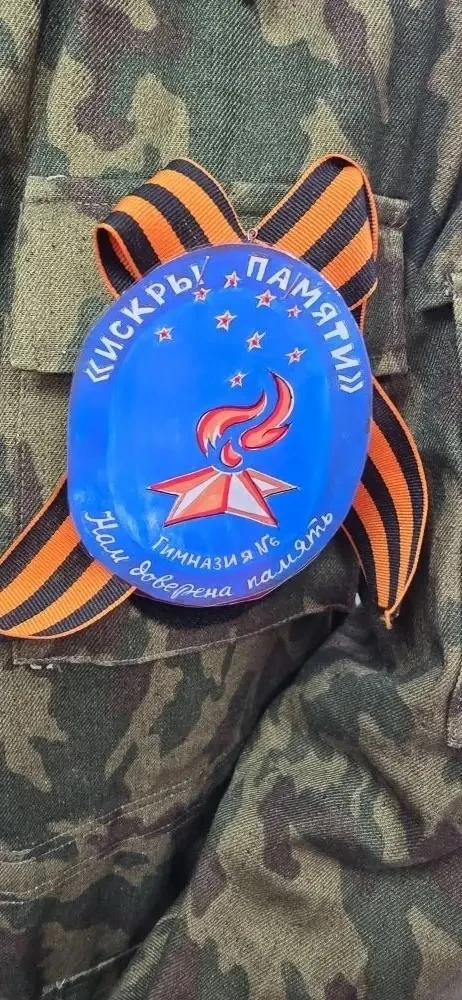 «ИСКРЫ ПАМЯТИ»
ГИМНАЗИЯ №6
Нам доверена память